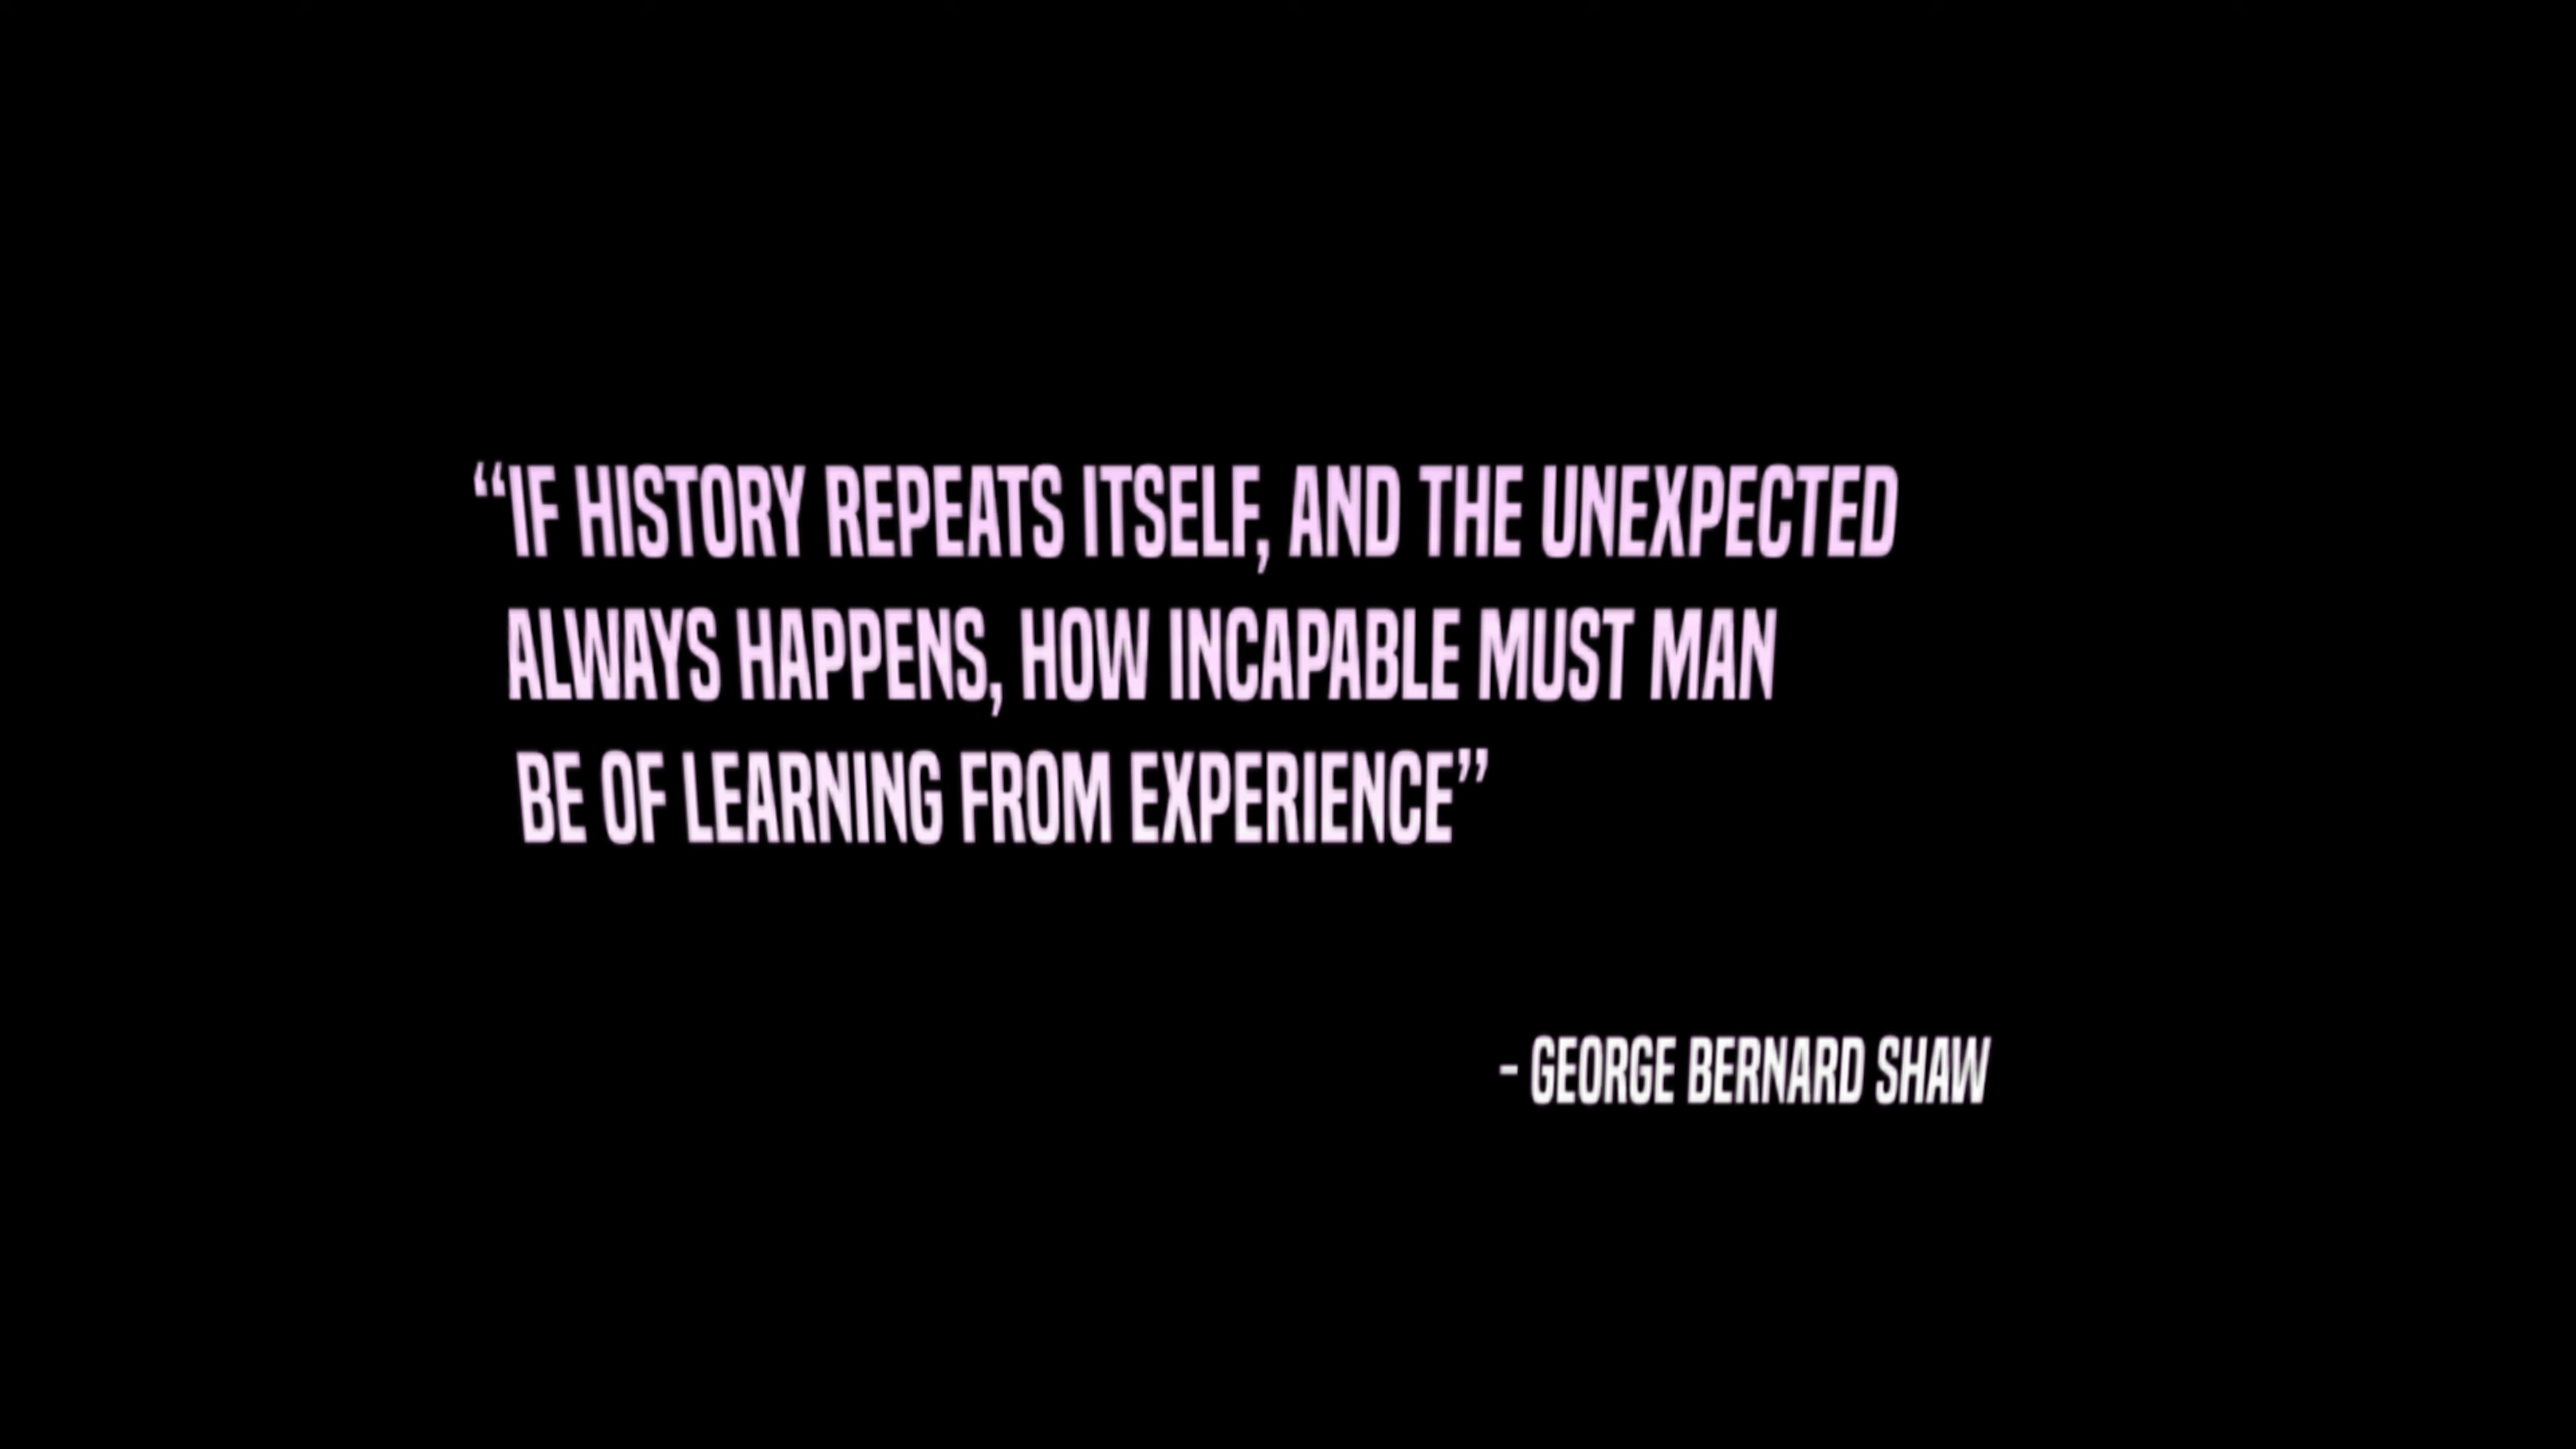 “IF HISTORY REPEATS ITSELF, AND THE UNEXPECTED
ALWAYS HAPPENS, HOW INCAPABLE MUST MAN
BE OF LEARNING FROM EXPERIENCE”
- GEORGE BERNARD SHAW